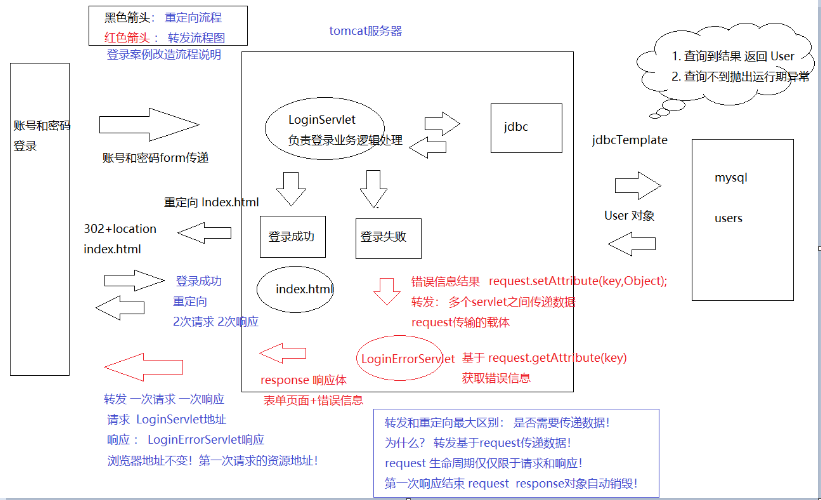 黑色箭头： 重定向流程
红色箭头 ： 转发流程图
登录案例改造流程说明
tomcat服务器
1. 查询到结果 返回 User
2. 查询不到抛出运行期异常
账号和密码
登录
账号和密码form传递
LoginServlet
负责登录业务逻辑处理
jdbc
jdbcTemplate
mysql
users
User 对象
重定向 Index.html
302+location
index.html
登录成功
登录失败
index.html
登录成功
重定向
2次请求 2次响应
错误信息结果 request.setAttribute(key,Object);
转发： 多个servlet之间传递数据
request传输的载体
LoginErrorServlet
基于 request.getAttribute(key)
获取错误信息
response 响应体
表单页面+错误信息
转发 一次请求 一次响应
请求 LoginServlet地址
响应 ： LoginErrorServlet响应
浏览器地址不变！第一次请求的资源地址！
转发和重定向最大区别： 是否需要传递数据！
为什么？ 转发基于request传递数据！
request 生命周期仅仅限于请求和响应！
第一次响应结束 request response对象自动销毁！